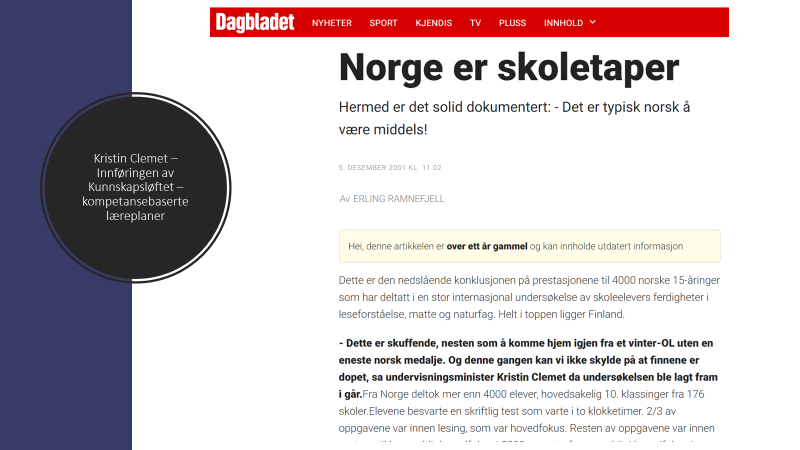 Dagbladet NYHETER SPORT KJENDIS TV PLUSS INNHOLD
Norge er skoletaper
Hermed er det solid dokumentert: - Det er typisk norsk å
være middels!
5. DESEMBER 2001 KL. 11.02
Av ERLING RAMNEFJELL
Hei, denne artikkelen er over ett år gammel og kan innholde utdatert informasjon
Dette er den nedslående konklusjonen på prestasjonene til 4000 norske 15-åringer
som har deltatt i en stor internasjonal undersøkelse av skoleelevers ferdigheter i
leseforståelse, matte og naturfag. Helt i toppen ligger Finland.
- Dette er skuffende, nesten som å komme hjem igjen fra et vinter-OL uten en
eneste norsk medalje. Og denne gangen kan vi ikke skylde på at finnene er
dopet, sa undervisningsminister Kristin Clemet da undersøkelsen ble lagt fram
i går.Fra Norge deltok mer enn 4000 elever, hovedsakelig 10. klassinger fra 176
skoler.Elevene besvarte en skriftlig test som varte i to klokketimer. 2/3 av
oppgavene var innen lesing, som var hovedfokus. Resten av oppgavene var innen
Kristin Clemet –
Innføringen av
Kunnskapsløftet –
kompetansebaserte
læreplaner